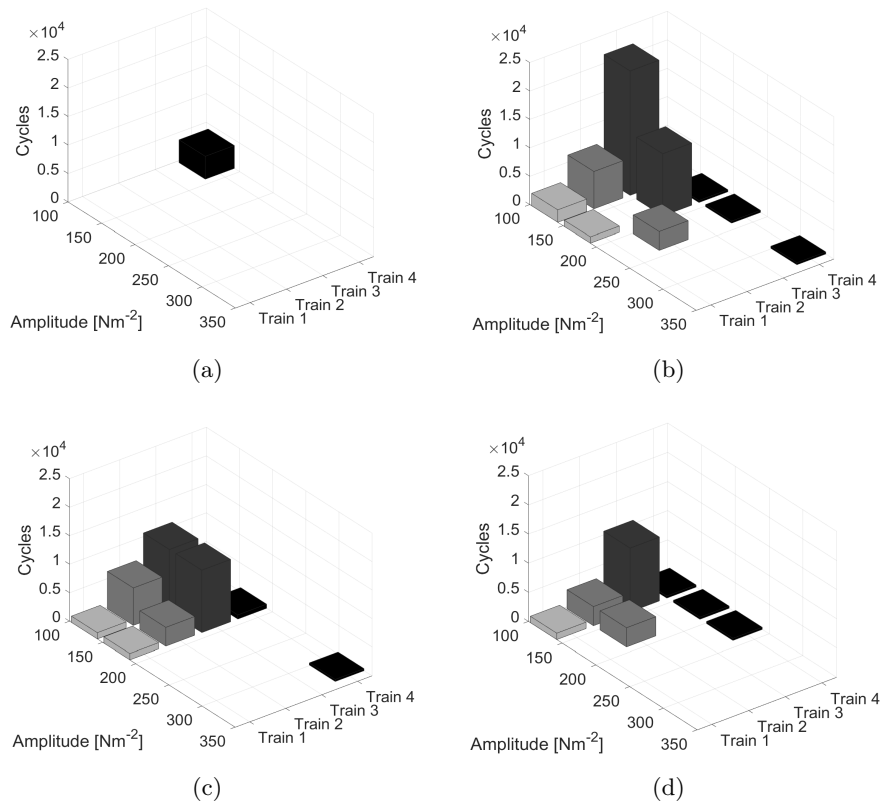 ×10⁴
2.5
2
1.5
1
0.5
0
Cycles
100
150
200
250
300
350
Amplitude [Nm⁻²]
Train 1
Train 2
Train 3
Train 4
(a)
×10⁴
2.5
2
1.5
1
0.5
0
Cycles
100
150
200
250
300
350
Amplitude [Nm⁻²]
Train 1
Train 2
Train 3
Train 4
(b)
×10⁴
2.5
2
1.5
1
0.5
0
Cycles
100
150
200
250
300
350
Amplitude [Nm⁻²]
Train 1
Train 2
Train 3
Train 4
(c)
×10⁴
2.5
2
1.5
1
0.5
0
Cycles
100
150
200
250
300
350
Amplitude [Nm⁻²]
Train 1
Train 2
Train 3
Train 4
(d)